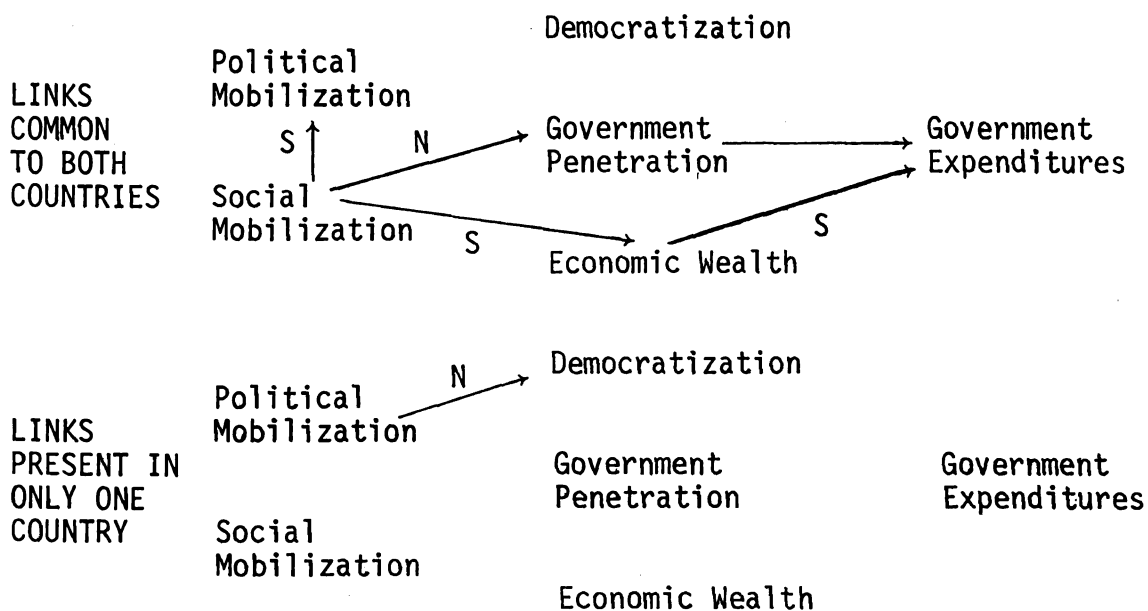 Democratization
Political
Mobilization
LINKS
COMMON
TO BOTH
COUNTRIES
S
N
Government
Penetration
Government
Expenditures
Social
Mobilization
S
S
Economic Wealth
Democratization
N
Political
Mobilization
LINKS
PRESENT IN
ONLY ONE
COUNTRY
Government
Penetration
Government
Expenditures
Social
Mobilization
Economic Wealth